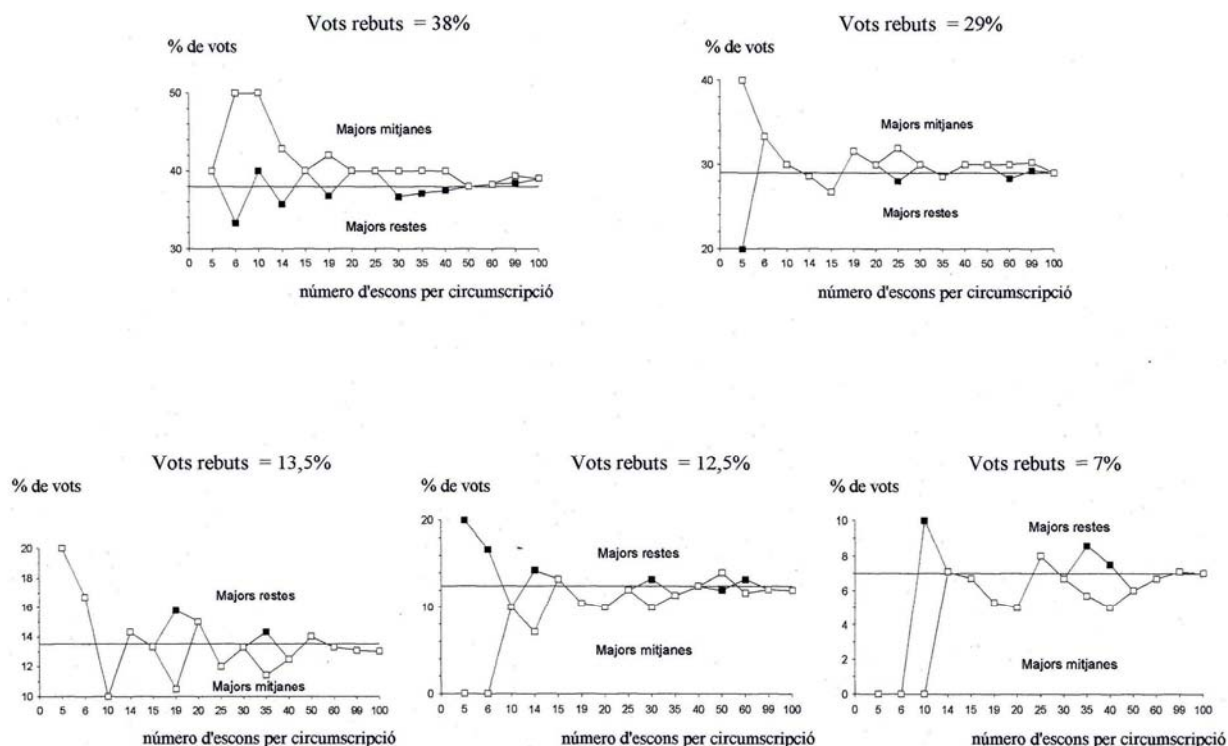 Vots rebuts = 38%
% de vots
50
40
30
Majors mitjanes
Majors restes
0 5 6 10 14 15 19 20 25 30 35 40 50 60 99 100
número d'escons per circumscripció
Vots rebuts = 29%
% de vots
40
30
20
Majors mitjanes
Majors restes
0 5 6 10 14 15 19 20 25 30 35 40 50 60 99 100
número d'escons per circumscripció
Vots rebuts = 13,5%
% de vots
20
18
16
14
12
10
Majors restes
Majors mitjanes
0 5 6 10 14 15 19 20 25 30 35 40 50 60 99 100
número d'escons per circumscripció
Vots rebuts = 12,5%
% de vots
20
10
0
Majors restes
Majors mitjanes
0 5 6 10 14 15 19 20 25 30 35 40 50 60 99 100
número d'escons per circumscripció
Vots rebuts = 7%
% de vots
10
8
6
4
2
0
Majors restes
Majors mitjanes
0 5 6 10 14 15 19 20 25 30 35 40 50 60 99 100
número d'escons per circumscripció